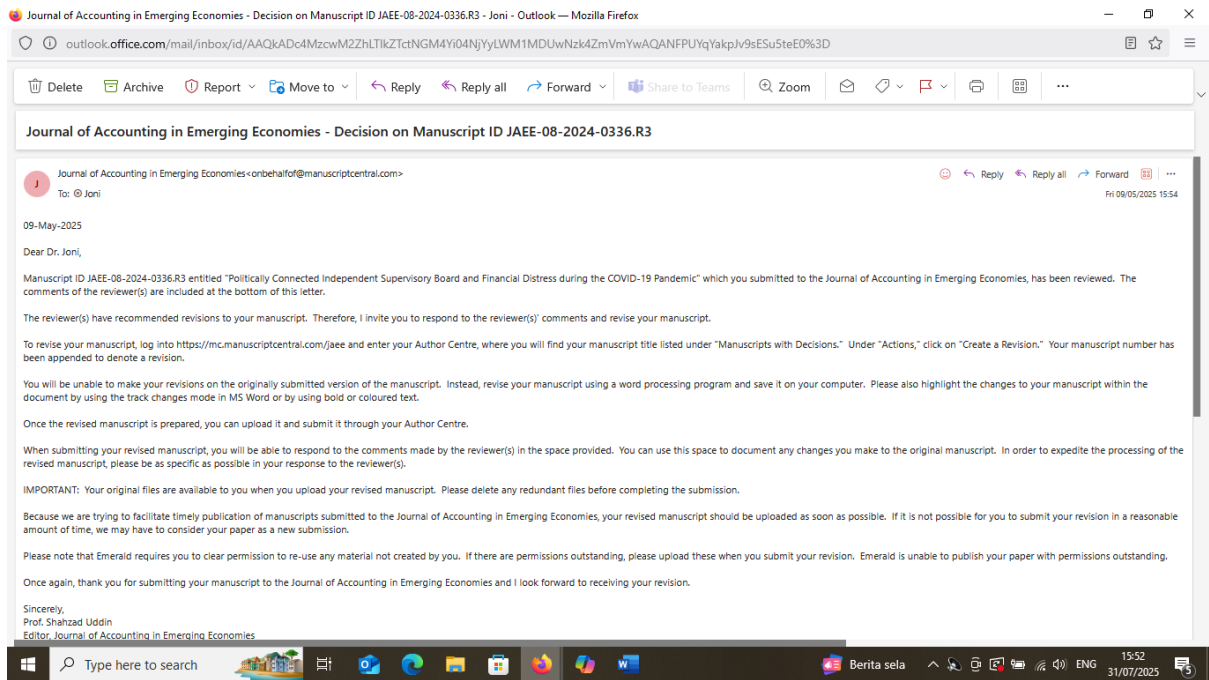 Journal of Accounting in Emerging Economies - Decision on Manuscript ID JAEE-08-2024-0336.R3 - Joni - Outlook — Mozilla Firefox
outlook.office.com/mail/inbox/id/AAQkADc4MzcwM2ZhLTlkZTctNGM4Yi04NjYyLWM1MDUwNzk4ZmVmYwAQANFPUYqYakpJv9sESu5teE0%3D
Delete Archive Report Move to Reply Reply all Forward Share to Teams Zoom
Journal of Accounting in Emerging Economies - Decision on Manuscript ID JAEE-08-2024-0336.R3
J
Journal of Accounting in Emerging Economies<onbehalfof@manuscriptcentral.com>
Reply Reply all Forward
To: Joni
Fri 09/05/2025 15:54
09-May-2025
Dear Dr. Joni,
Manuscript ID JAEE-08-2024-0336.R3 entitled "Politically Connected Independent Supervisory Board and Financial Distress during the COVID-19 Pandemic" which you submitted to the Journal of Accounting in Emerging Economies, has been reviewed. The
comments of the reviewer(s) are included at the bottom of this letter.
The reviewer(s) have recommended revisions to your manuscript. Therefore, I invite you to respond to the reviewer(s)' comments and revise your manuscript.
To revise your manuscript, log into https://mc.manuscriptcentral.com/jaee and enter your Author Centre, where you will find your manuscript title listed under "Manuscripts with Decisions." Under "Actions," click on "Create a Revision." Your manuscript number has
been appended to denote a revision.
You will be unable to make your revisions on the originally submitted version of the manuscript. Instead, revise your manuscript using a word processing program and save it on your computer. Please also highlight the changes to your manuscript within the
document by using the track changes mode in MS Word or by using bold or coloured text.
Once the revised manuscript is prepared, you can upload it and submit it through your Author Centre.
When submitting your revised manuscript, you will be able to respond to the comments made by the reviewer(s) in the space provided. You can use this space to document any changes you make to the original manuscript. In order to expedite the processing of the
revised manuscript, please be as specific as possible in your response to the reviewer(s).
IMPORTANT: Your original files are available to you when you upload your revised manuscript. Please delete any redundant files before completing the submission.
Because we are trying to facilitate timely publication of manuscripts submitted to the Journal of Accounting in Emerging Economies, your revised manuscript should be uploaded as soon as possible. If it is not possible for you to submit your revision in a reasonable
amount of time, we may have to consider your paper as a new submission.
Please note that Emerald requires you to clear permission to re-use any material not created by you. If there are permissions outstanding, please upload these when you submit your revision. Emerald is unable to publish your paper with permissions outstanding.
Once again, thank you for submitting your manuscript to the Journal of Accounting in Emerging Economies and I look forward to receiving your revision.
Sincerely,
Prof. Shahzad Uddin
Editor, Journal of Accounting in Emerging Economies
Type here to search
Berita sela
ENG
15:52
31/07/2025
5